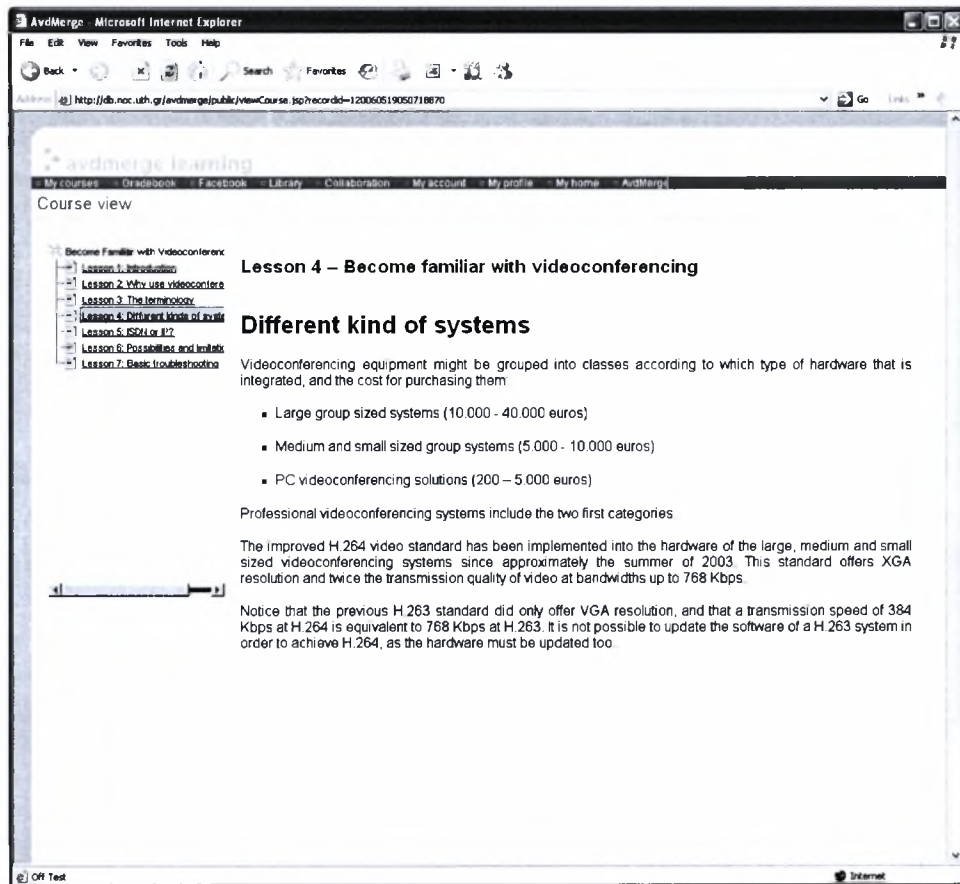 AvdMerge - Microsoft Internet Explorer
File Edit View Favorites Tools Help
Back Search Favorites
Address http://db.noc.uth.gr/avdmerge/public/viewCourse.jsp?recordid=120060519050718870 Go Links »
avdmerge learning
My courses Gradebook Facebook Library Collaboration My account My profile My home AvdMerge
Course view
Become Familiar with Videoconferenc
Lesson 1: Introduction
Lesson 2: Why use videoconfere
Lesson 3: The terminology
Lesson 4: Different kinds of syste
Lesson 5: ISDN or IP?
Lesson 6: Possibilities and limitatio
Lesson 7: Basic troubleshooting
Lesson 4 – Become familiar with videoconferencing
Different kind of systems
Videoconferencing equipment might be grouped into classes according to which type of hardware that is
integrated, and the cost for purchasing them:
▪ Large group sized systems (10.000 - 40.000 euros)
▪ Medium and small sized group systems (5.000 - 10.000 euros)
▪ PC videoconferencing solutions (200 – 5.000 euros)
Professional videoconferencing systems include the two first categories.
The improved H.264 video standard has been implemented into the hardware of the large, medium and small
sized videoconferencing systems since approximately the summer of 2003. This standard offers XGA
resolution and twice the transmission quality of video at bandwidths up to 768 Kbps.
Notice that the previous H.263 standard did only offer VGA resolution, and that a transmission speed of 384
Kbps at H.264 is equivalent to 768 Kbps at H.263. It is not possible to update the software of a H.263 system in
order to achieve H.264, as the hardware must be updated too.
Off Test Internet